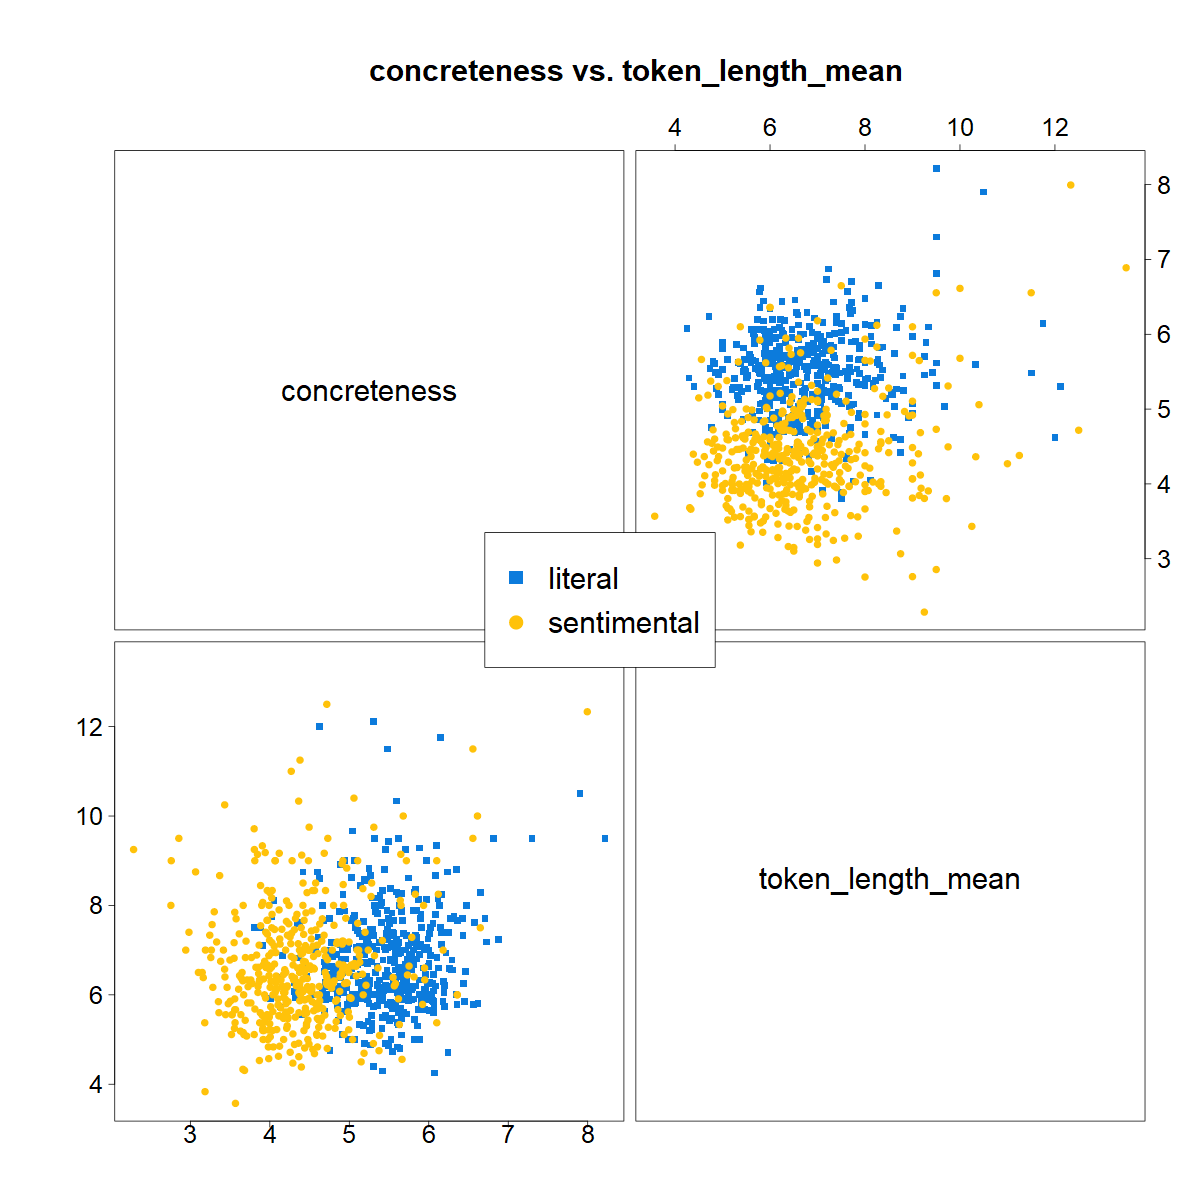 concreteness vs. token_length_mean
4 6 8 10 12
concreteness
8
7
6
5
4
3
literal
sentimental
12
10
8
6
4
token_length_mean
3 4 5 6 7 8